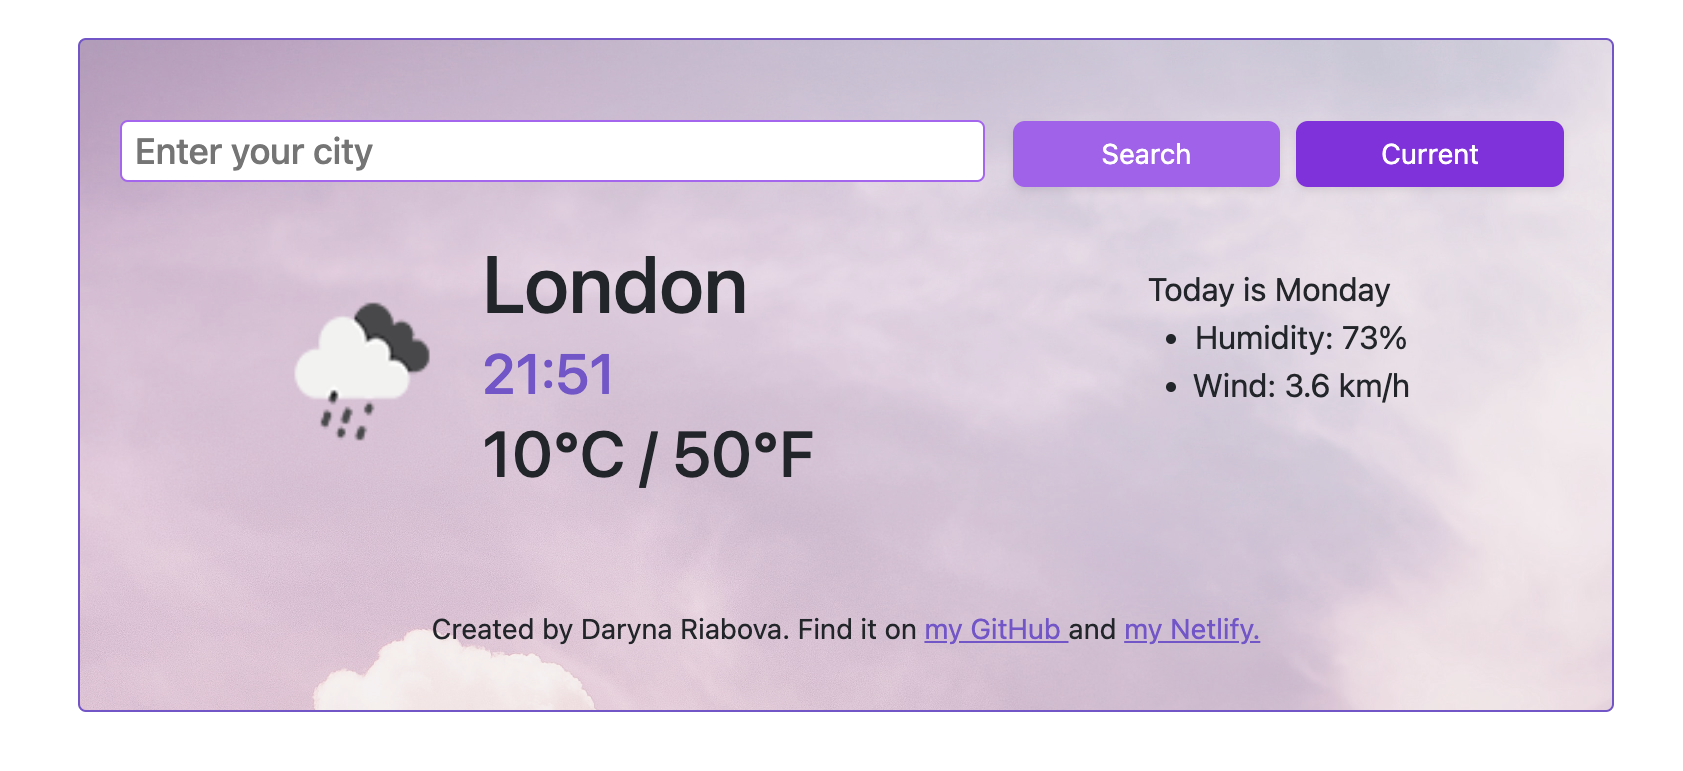 Enter your city
Search
Current
London
21:51
10°C / 50°F
Today is Monday
• Humidity: 73%
• Wind: 3.6 km/h
Created by Daryna Riabova. Find it on my GitHub and my Netlify.